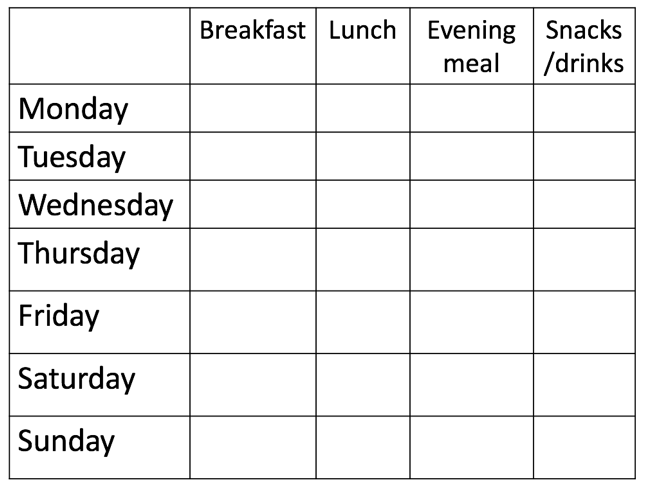 Breakfast Lunch Evening meal Snacks /drinks
Monday
Tuesday
Wednesday
Thursday
Friday
Saturday
Sunday